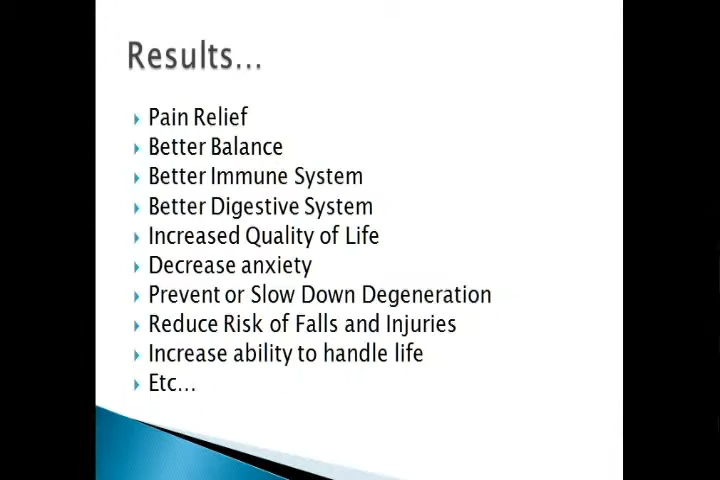 Results...
Pain Relief
Better Balance
Better Immune System
Better Digestive System
Increased Quality of Life
Decrease anxiety
Prevent or Slow Down Degeneration
Reduce Risk of Falls and Injuries
Increase ability to handle life
Etc...